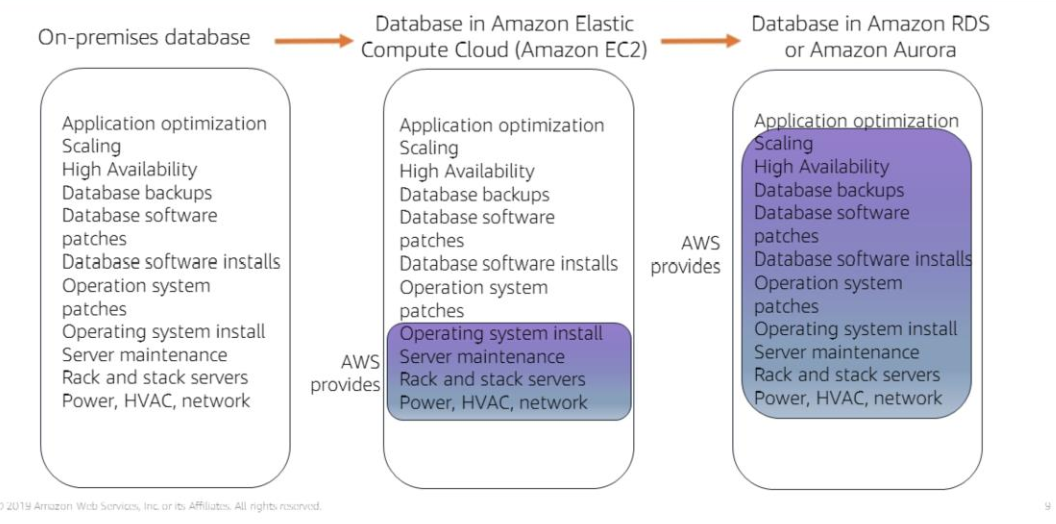 On-premises database
Database in Amazon Elastic
Compute Cloud (Amazon EC2)
Database in Amazon RDS
or Amazon Aurora
Application optimization
Scaling
High Availability
Database backups
Database software
patches
Database software installs
Operation system
patches
Operating system install
Server maintenance
Rack and stack servers
Power, HVAC, network
AWS
provides
Application optimization
Scaling
High Availability
Database backups
Database software
patches
Database software installs
Operation system
patches
Operating system install
Server maintenance
Rack and stack servers
Power, HVAC, network
AWS
provides
Application optimization
Scaling
High Availability
Database backups
Database software
patches
Database software installs
Operation system
patches
Operating system install
Server maintenance
Rack and stack servers
Power, HVAC, network
© 2019 Amazon Web Services, Inc. or its Affiliates. All rights reserved.
9